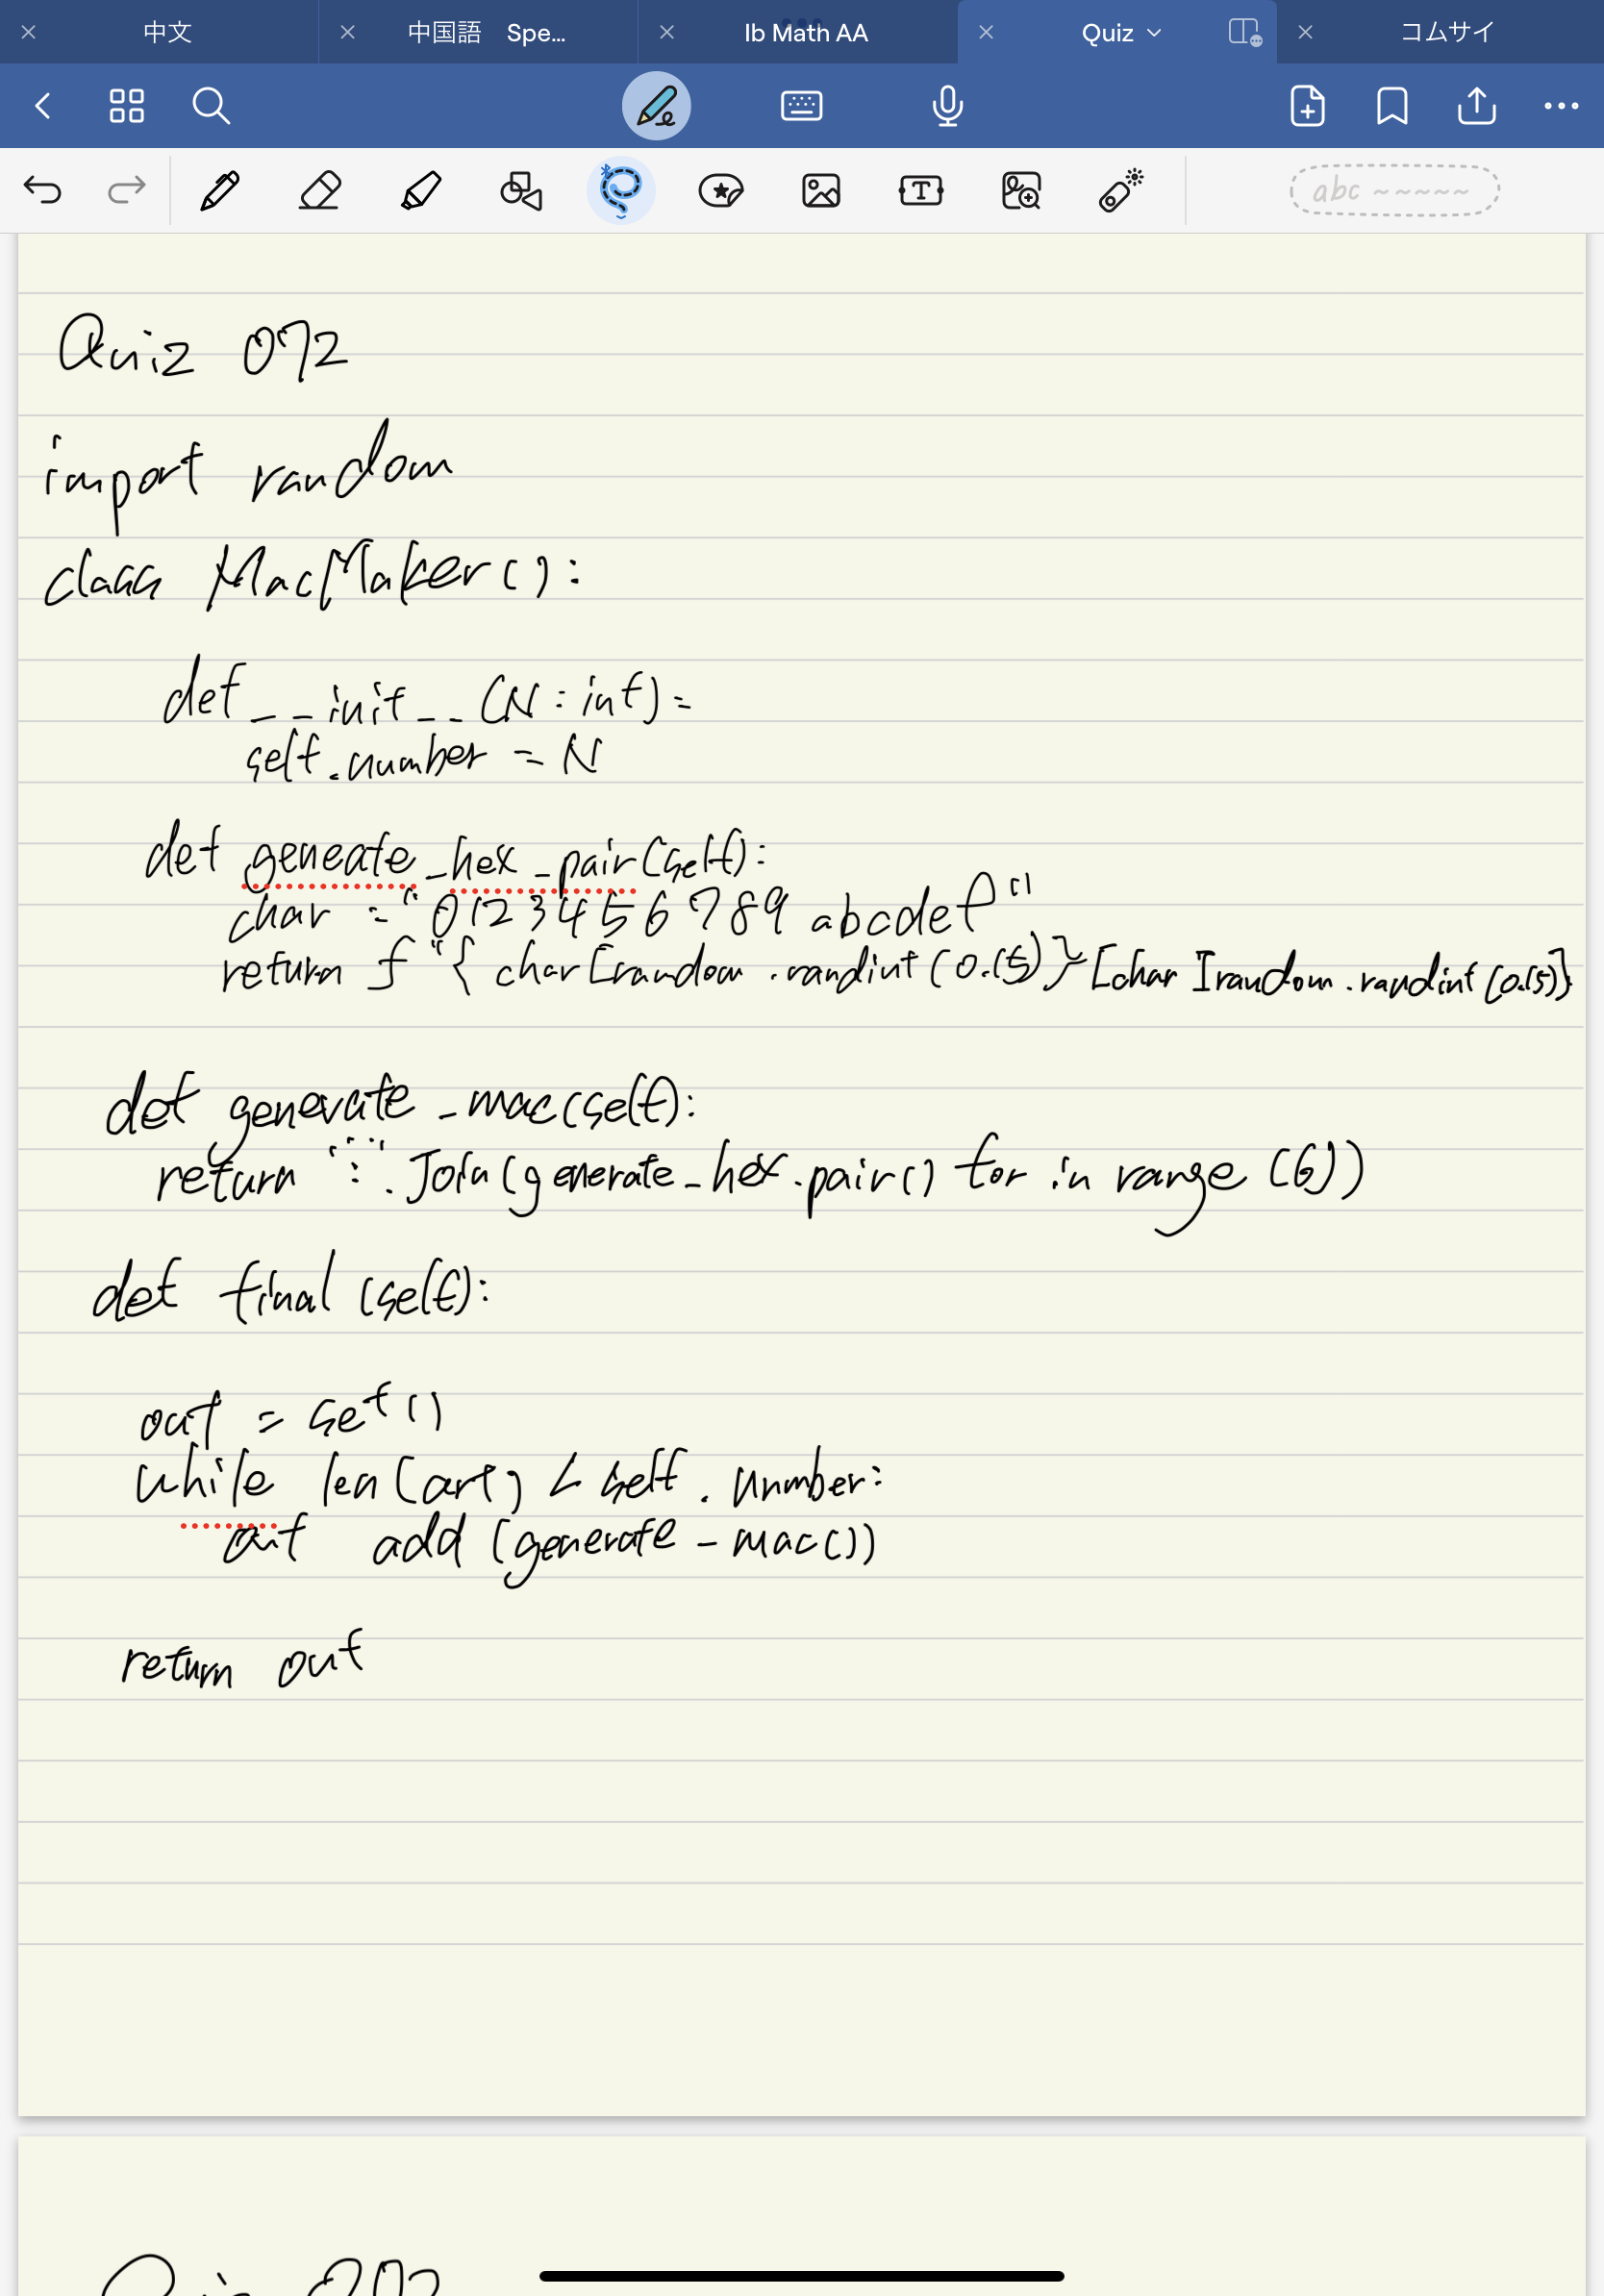 中文 中国語 Spe... Ib Math AA Quiz コムサイ
abc
Quiz 072
import random
class MacMaker():
def __init__(N:int)=
self.number = N
def geneate_hex_pair(self):
char = "0123456789 abcdef"
return f"{char[random.randint(0.15)}[char[random.randint(0.15)}
def generate_mac(self):
return ":".Join(generate_hex.pair() for in range (6))
def final (self):
out = set()
while len(out) < self.number:
out add (generate_mac())
return out